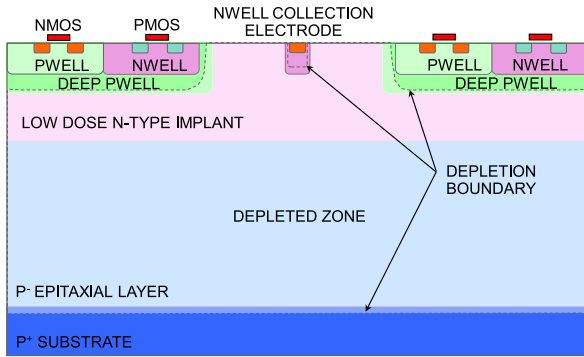 NMOS
PMOS
NWELL COLLECTION
ELECTRODE
PWELL
NWELL
PWELL
NWELL
DEEP PWELL
DEEP PWELL
LOW DOSE N-TYPE IMPLANT
DEPLETION
BOUNDARY
DEPLETED ZONE
P⁻ EPITAXIAL LAYER
P⁺ SUBSTRATE